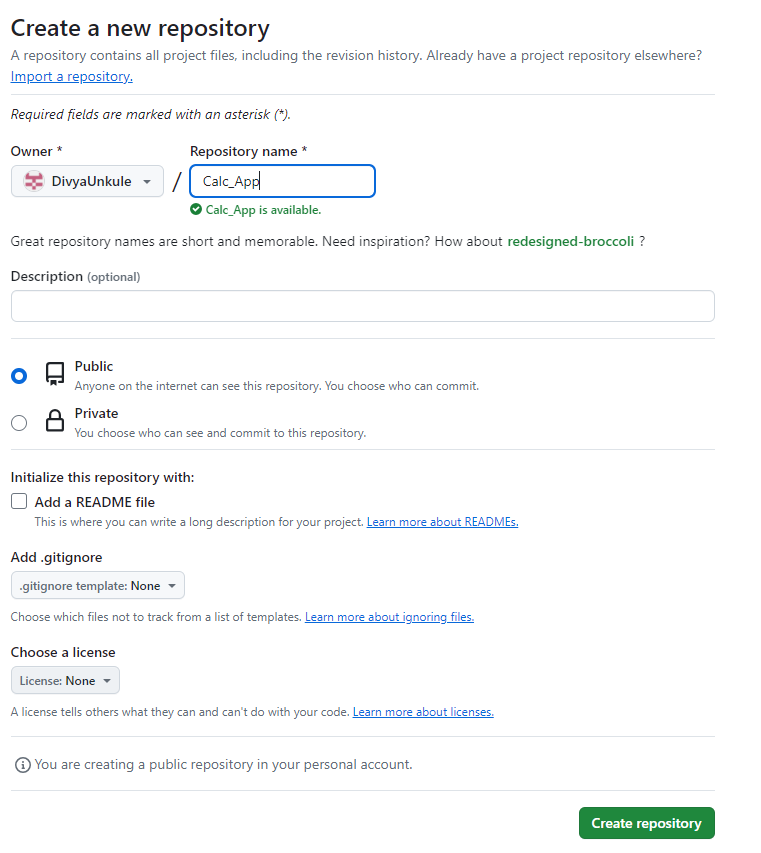 Create a new repository
A repository contains all project files, including the revision history. Already have a project repository elsewhere?
Import a repository.
Required fields are marked with an asterisk (*).
Owner *
Repository name *
DivyaUnkule
/
Calc_App
Calc_App is available.
Great repository names are short and memorable. Need inspiration? How about redesigned-broccoli ?
Description (optional)
Public
Anyone on the internet can see this repository. You choose who can commit.
Private
You choose who can see and commit to this repository.
Initialize this repository with:
Add a README file
This is where you can write a long description for your project. Learn more about READMEs.
Add .gitignore
.gitignore template: None
Choose which files not to track from a list of templates. Learn more about ignoring files.
Choose a license
License: None
A license tells others what they can and can't do with your code. Learn more about licenses.
You are creating a public repository in your personal account.
Create repository